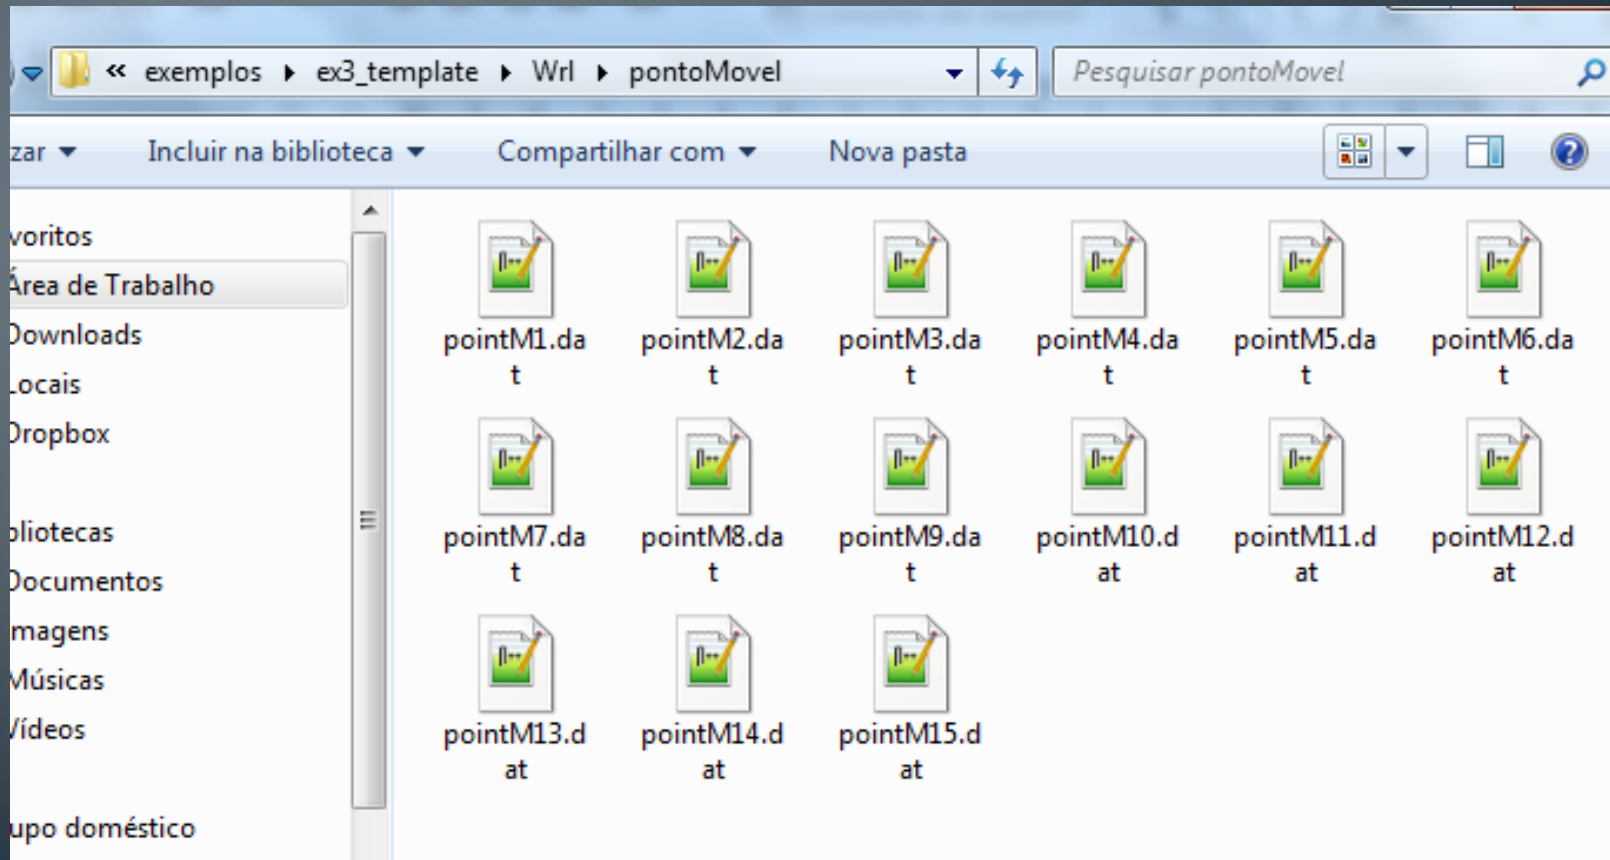 « exemplos ▸ ex3_template ▸ Wrl ▸ pontoMovel
Pesquisar pontoMovel
zar
Incluir na biblioteca
Compartilhar com
Nova pasta
voritos
Área de Trabalho
Downloads
Locais
Dropbox
bliotecas
Documentos
magens
Músicas
Vídeos
upo doméstico
pointM1.da
t
pointM2.da
t
pointM3.da
t
pointM4.da
t
pointM5.da
t
pointM6.da
t
pointM7.da
t
pointM8.da
t
pointM9.da
t
pointM10.d
at
pointM11.d
at
pointM12.d
at
pointM13.d
at
pointM14.d
at
pointM15.d
at